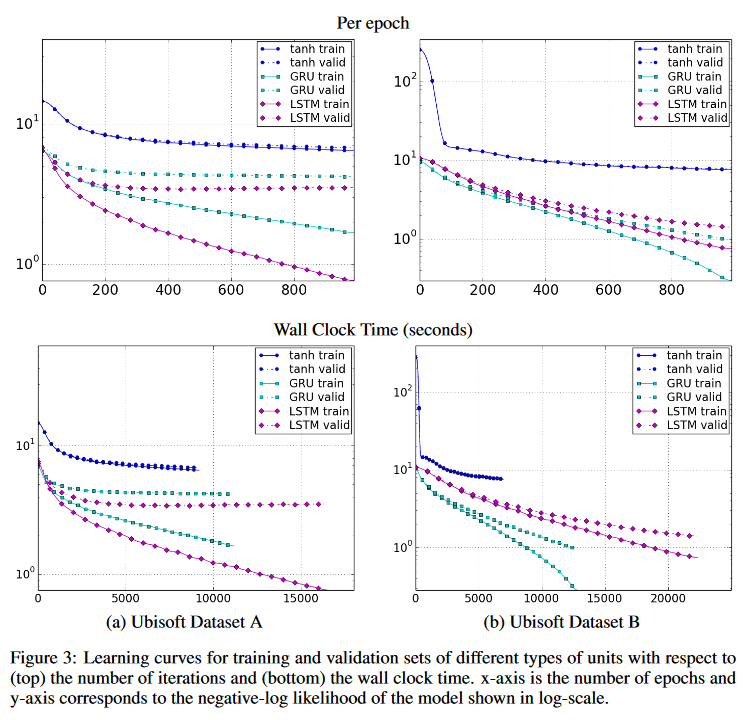 Per epoch
tanh train
tanh valid
GRU train
GRU valid
LSTM train
LSTM valid
10^1
10^0
0 200 400 600 800
tanh train
tanh valid
GRU train
GRU valid
LSTM train
LSTM valid
10^2
10^1
10^0
0 200 400 600 800
Wall Clock Time (seconds)
tanh train
tanh valid
GRU train
GRU valid
LSTM train
LSTM valid
10^1
10^0
0 5000 10000 15000
tanh train
tanh valid
GRU train
GRU valid
LSTM train
LSTM valid
10^2
10^1
10^0
0 5000 10000 15000 20000
(a) Ubisoft Dataset A
(b) Ubisoft Dataset B
Figure 3: Learning curves for training and validation sets of different types of units with respect to
(top) the number of iterations and (bottom) the wall clock time. x-axis is the number of epochs and
y-axis corresponds to the negative-log likelihood of the model shown in log-scale.